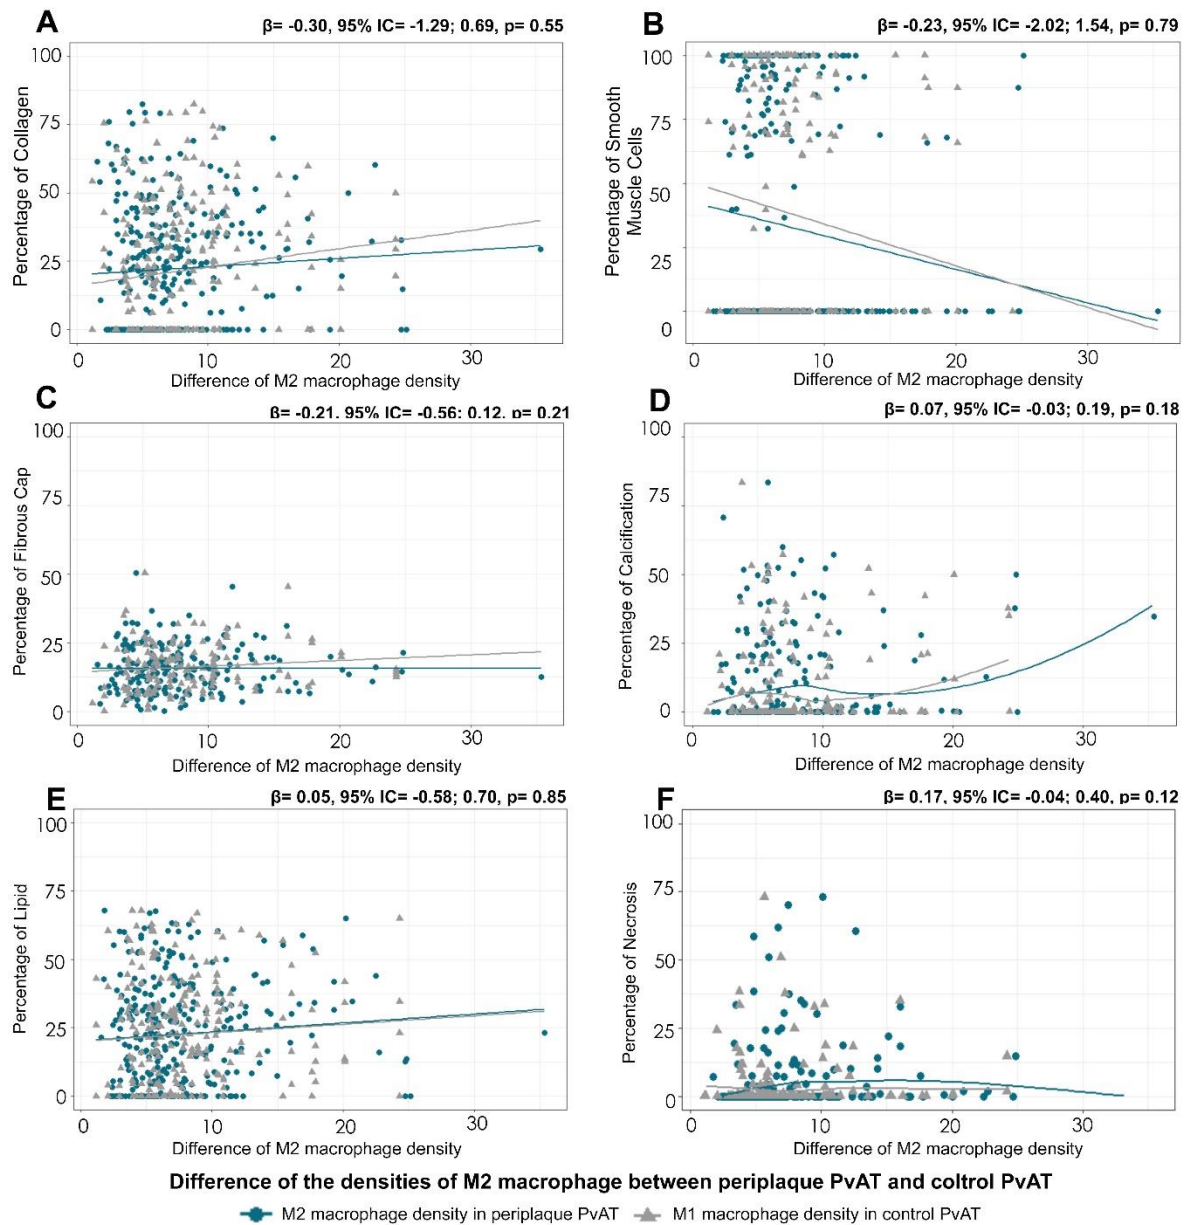 A
β= -0.30, 95% IC= -1.29; 0.69, p= 0.55
Percentage of Collagen
100
75
50
25
0
0 10 20 30
Difference of M2 macrophage density
B
β= -0.23, 95% IC= -2.02; 1.54, p= 0.79
Percentage of Smooth
Muscle Cells
100
75
50
25
0
0 10 20 30
Difference of M2 macrophage density
C
β= -0.21, 95% IC= -0.56; 0.12, p= 0.21
Percentage of Fibrous Cap
100
75
50
25
0
0 10 20 30
Difference of M2 macrophage density
D
β= 0.07, 95% IC= -0.03; 0.19, p= 0.18
Percentage of Calcification
100
75
50
25
0
0 10 20 30
Difference of M2 macrophage density
E
β= 0.05, 95% IC= -0.58; 0.70, p= 0.85
Percentage of Lipid
100
75
50
25
0
0 10 20 30
Difference of M2 macrophage density
F
β= 0.17, 95% IC= -0.04; 0.40, p= 0.12
Percentage of Necrosis
100
75
50
25
0
0 10 20 30
Difference of M2 macrophage density
Difference of the densities of M2 macrophage between periplaque PvAT and coltrol PvAT
M2 macrophage density in periplaque PvAT M1 macrophage density in control PvAT